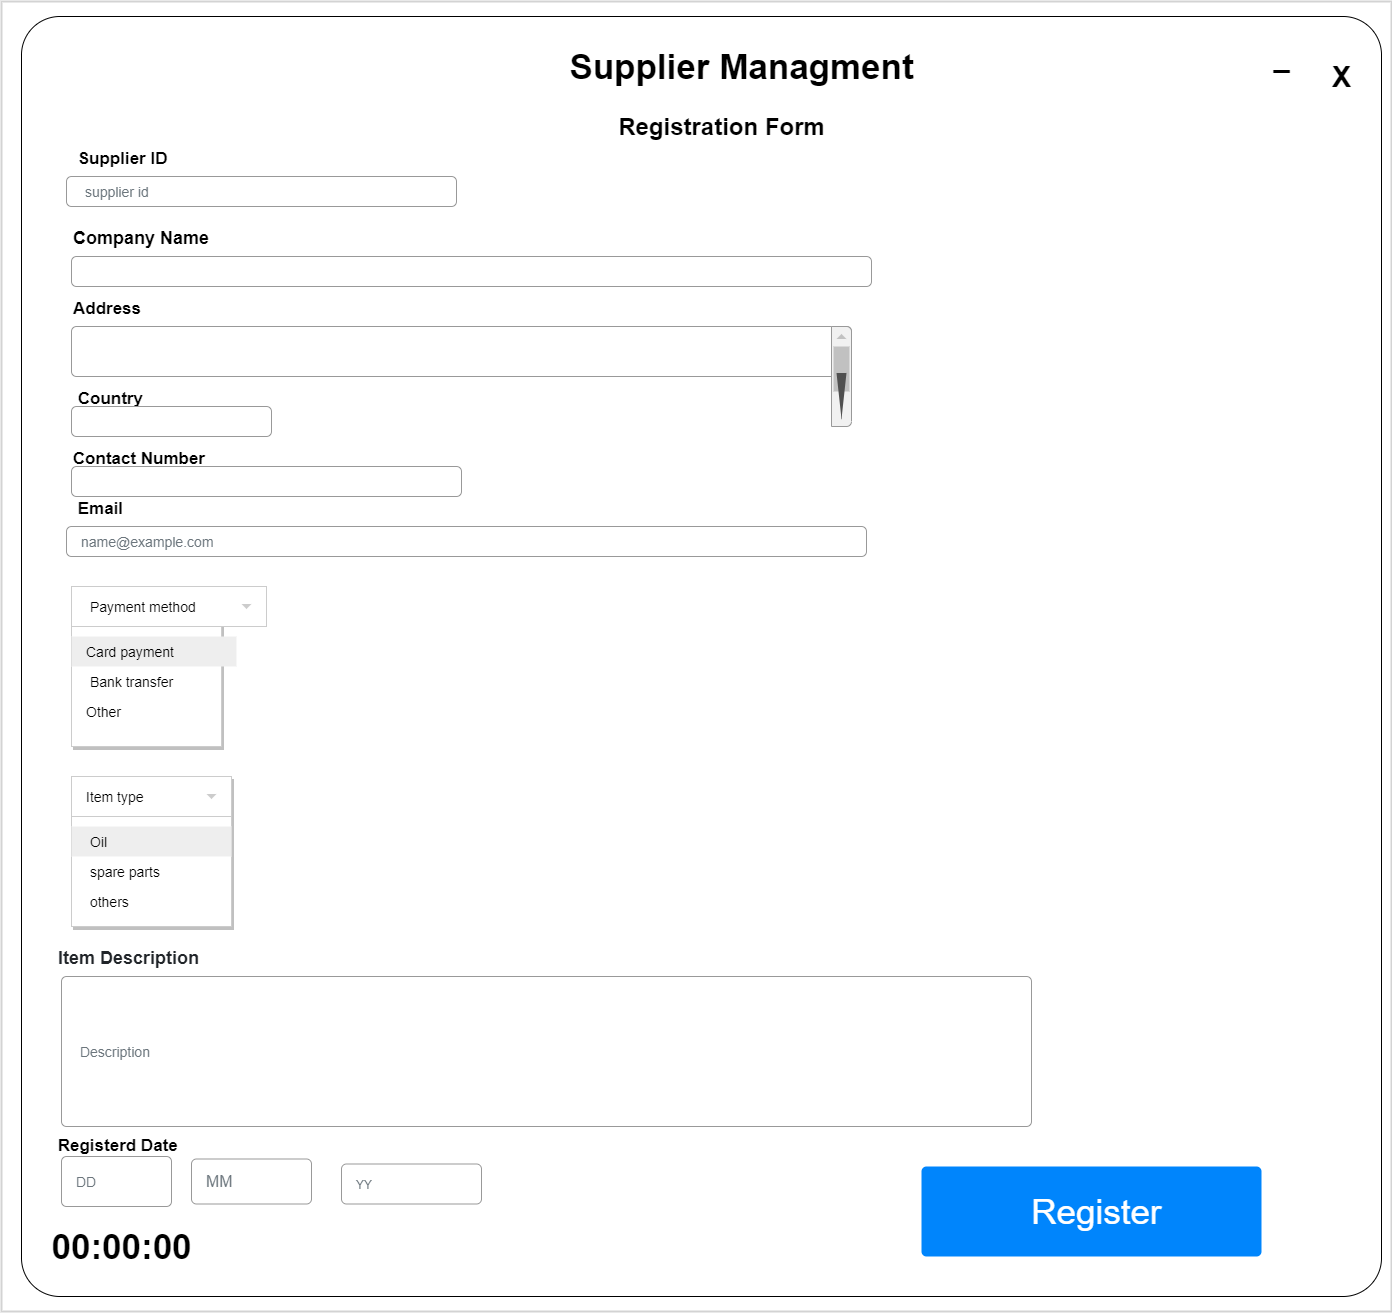 Supplier Managment
– X
Registration Form
Supplier ID
supplier id
Company Name
Address
Country
Contact Number
Email
name@example.com
Payment method
Card payment
Bank transfer
Other
Item type
Oil
spare parts
others
Item Description
Description
Registerd Date
DD MM YY
Register
00:00:00